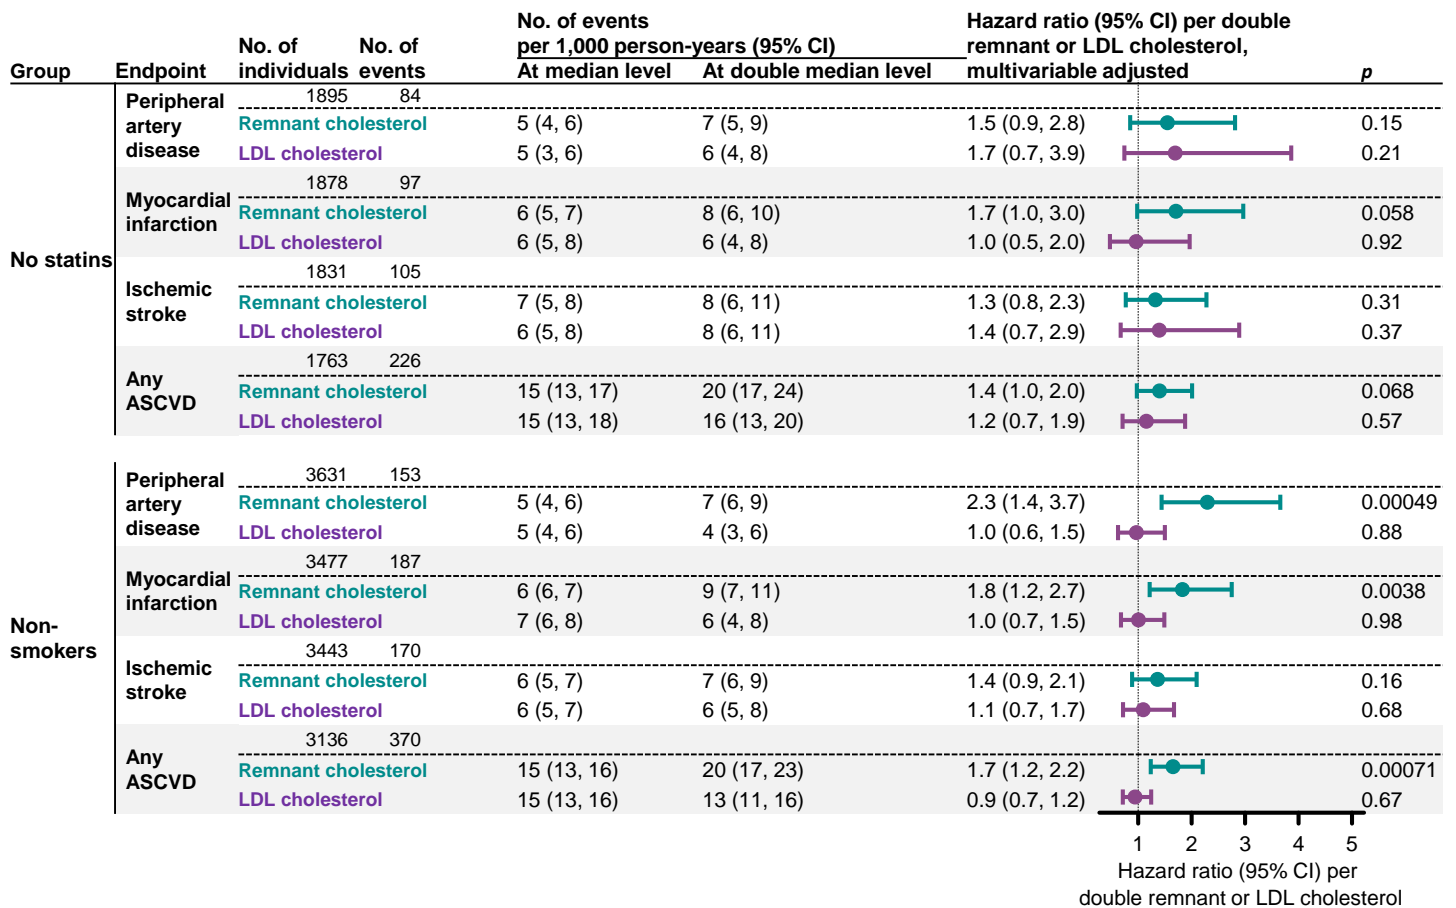 No. of events
per 1,000 person-years (95% CI)
Hazard ratio (95% CI) per double
remnant or LDL cholesterol,
multivariable adjusted
Group Endpoint No. of individuals No. of events At median level At double median level p
No statins
Peripheral artery disease
1895 84
Remnant cholesterol 5 (4, 6) 7 (5, 9) 1.5 (0.9, 2.8) 0.15
LDL cholesterol 5 (3, 6) 6 (4, 8) 1.7 (0.7, 3.9) 0.21
Myocardial infarction
1878 97
Remnant cholesterol 6 (5, 7) 8 (6, 10) 1.7 (1.0, 3.0) 0.058
LDL cholesterol 6 (5, 8) 6 (4, 8) 1.0 (0.5, 2.0) 0.92
Ischemic stroke
1831 105
Remnant cholesterol 7 (5, 8) 8 (6, 11) 1.3 (0.8, 2.3) 0.31
LDL cholesterol 6 (5, 8) 8 (6, 11) 1.4 (0.7, 2.9) 0.37
Any ASCVD
1763 226
Remnant cholesterol 15 (13, 17) 20 (17, 24) 1.4 (1.0, 2.0) 0.068
LDL cholesterol 15 (13, 18) 16 (13, 20) 1.2 (0.7, 1.9) 0.57
Non-smokers
Peripheral artery disease
3631 153
Remnant cholesterol 5 (4, 6) 7 (6, 9) 2.3 (1.4, 3.7) 0.00049
LDL cholesterol 5 (4, 6) 4 (3, 6) 1.0 (0.6, 1.5) 0.88
Myocardial infarction
3477 187
Remnant cholesterol 6 (6, 7) 9 (7, 11) 1.8 (1.2, 2.7) 0.0038
LDL cholesterol 7 (6, 8) 6 (4, 8) 1.0 (0.7, 1.5) 0.98
Ischemic stroke
3443 170
Remnant cholesterol 6 (5, 7) 7 (6, 9) 1.4 (0.9, 2.1) 0.16
LDL cholesterol 6 (5, 7) 6 (5, 8) 1.1 (0.7, 1.7) 0.68
Any ASCVD
3136 370
Remnant cholesterol 15 (13, 16) 20 (17, 23) 1.7 (1.2, 2.2) 0.00071
LDL cholesterol 15 (13, 16) 13 (11, 16) 0.9 (0.7, 1.2) 0.67
1 2 3 4 5
Hazard ratio (95% CI) per
double remnant or LDL cholesterol